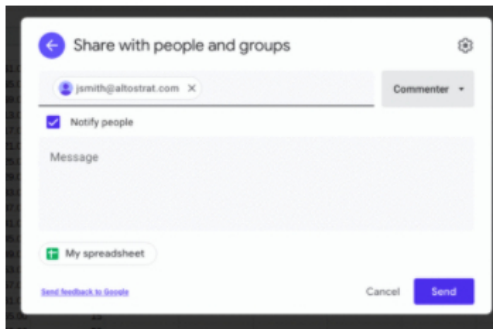 Share with people and groups
jsmith@altostrat.com
Commenter
Notify people
Message
My spreadsheet
Send feedback to Google
Cancel
Send